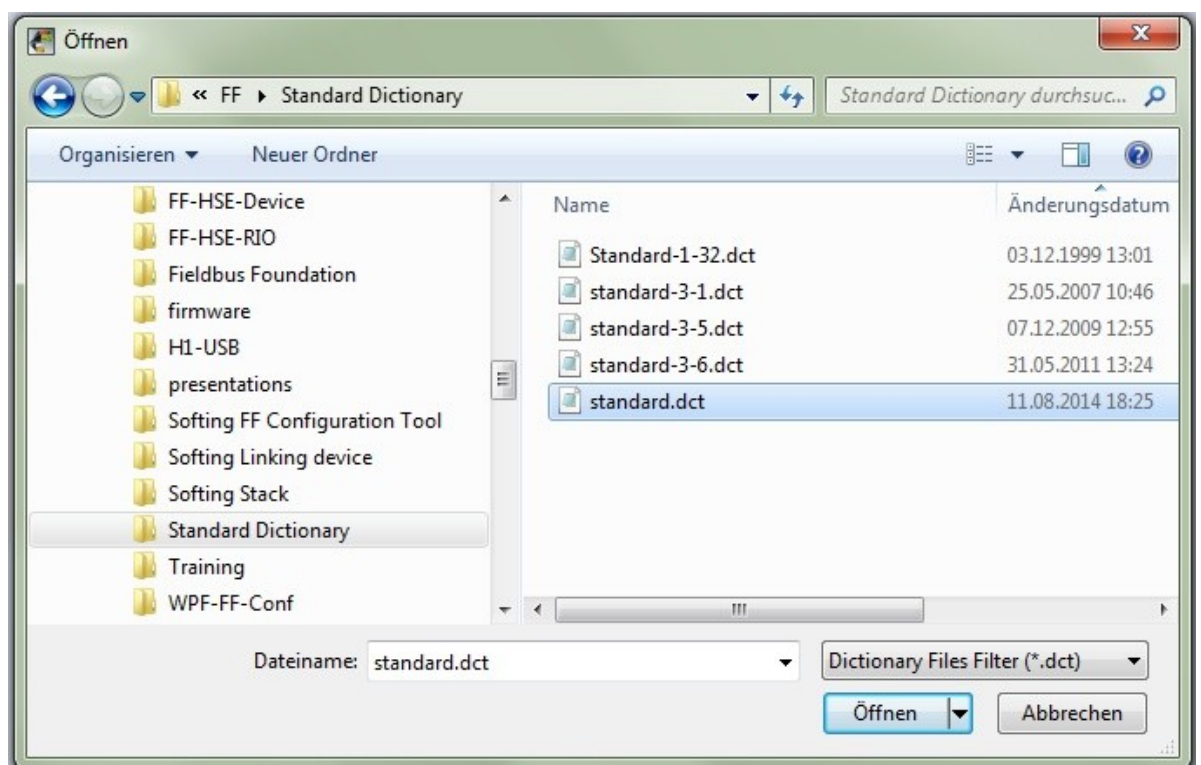 Öffnen
« FF ▸ Standard Dictionary
Standard Dictionary durchsuc...
Organisieren
Neuer Ordner
FF-HSE-Device
FF-HSE-RIO
Fieldbus Foundation
firmware
H1-USB
presentations
Softing FF Configuration Tool
Softing Linking device
Softing Stack
Standard Dictionary
Training
WPF-FF-Conf
Name Änderungsdatum
Standard-1-32.dct 03.12.1999 13:01
standard-3-1.dct 25.05.2007 10:46
standard-3-5.dct 07.12.2009 12:55
standard-3-6.dct 31.05.2011 13:24
standard.dct 11.08.2014 18:25
Dateiname: standard.dct
Dictionary Files Filter (*.dct)
Öffnen
Abbrechen